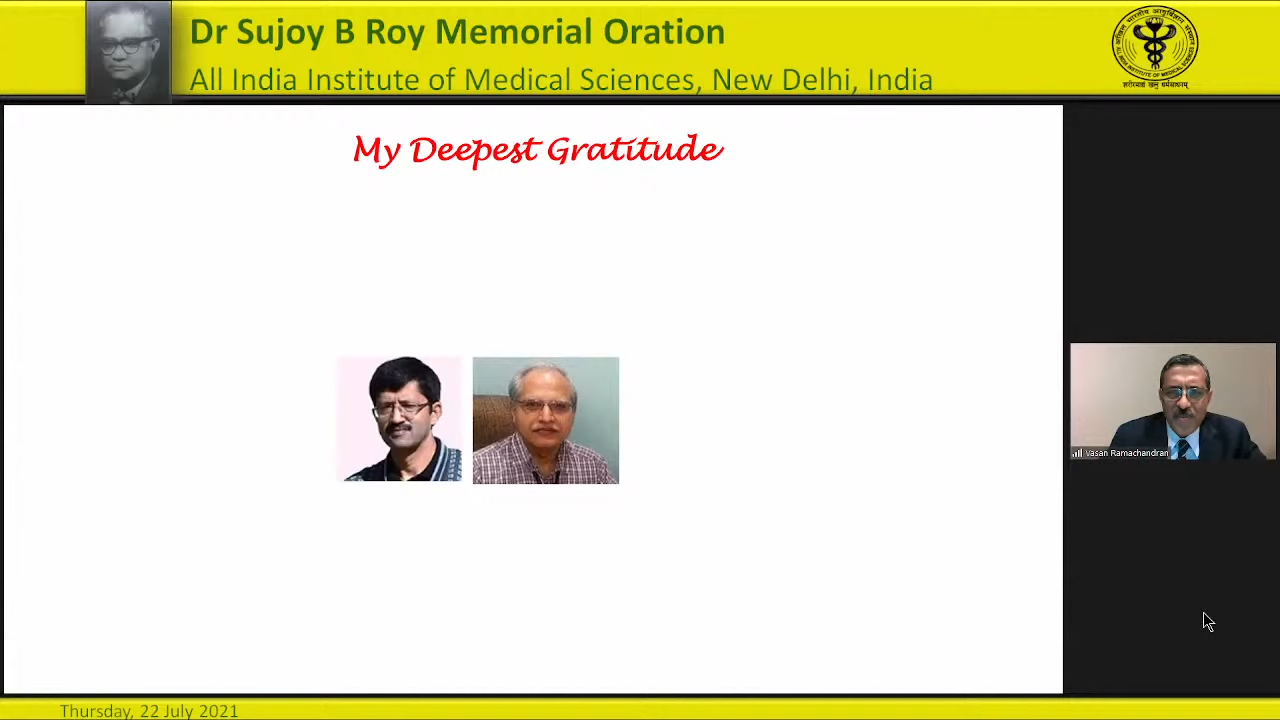 Dr Sujoy B Roy Memorial Oration
All India Institute of Medical Sciences, New Delhi, India
My Deepest Gratitude
Vasan Ramachandran
Thursday, 22 July 2021